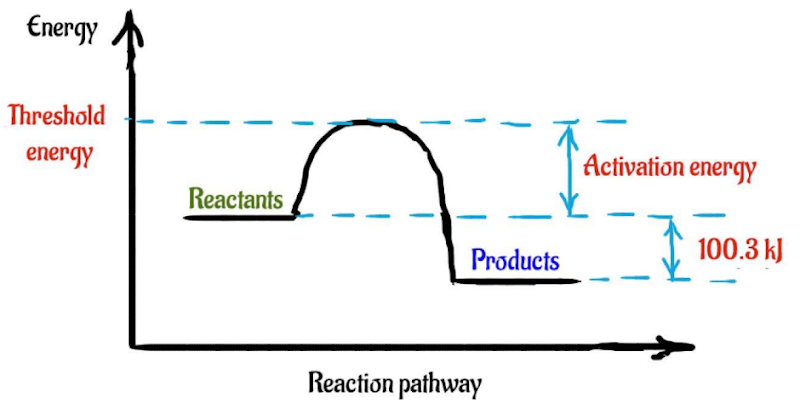 Energy
Threshold
energy
Reactants
Activation energy
Products
100.3 kJ
Reaction pathway